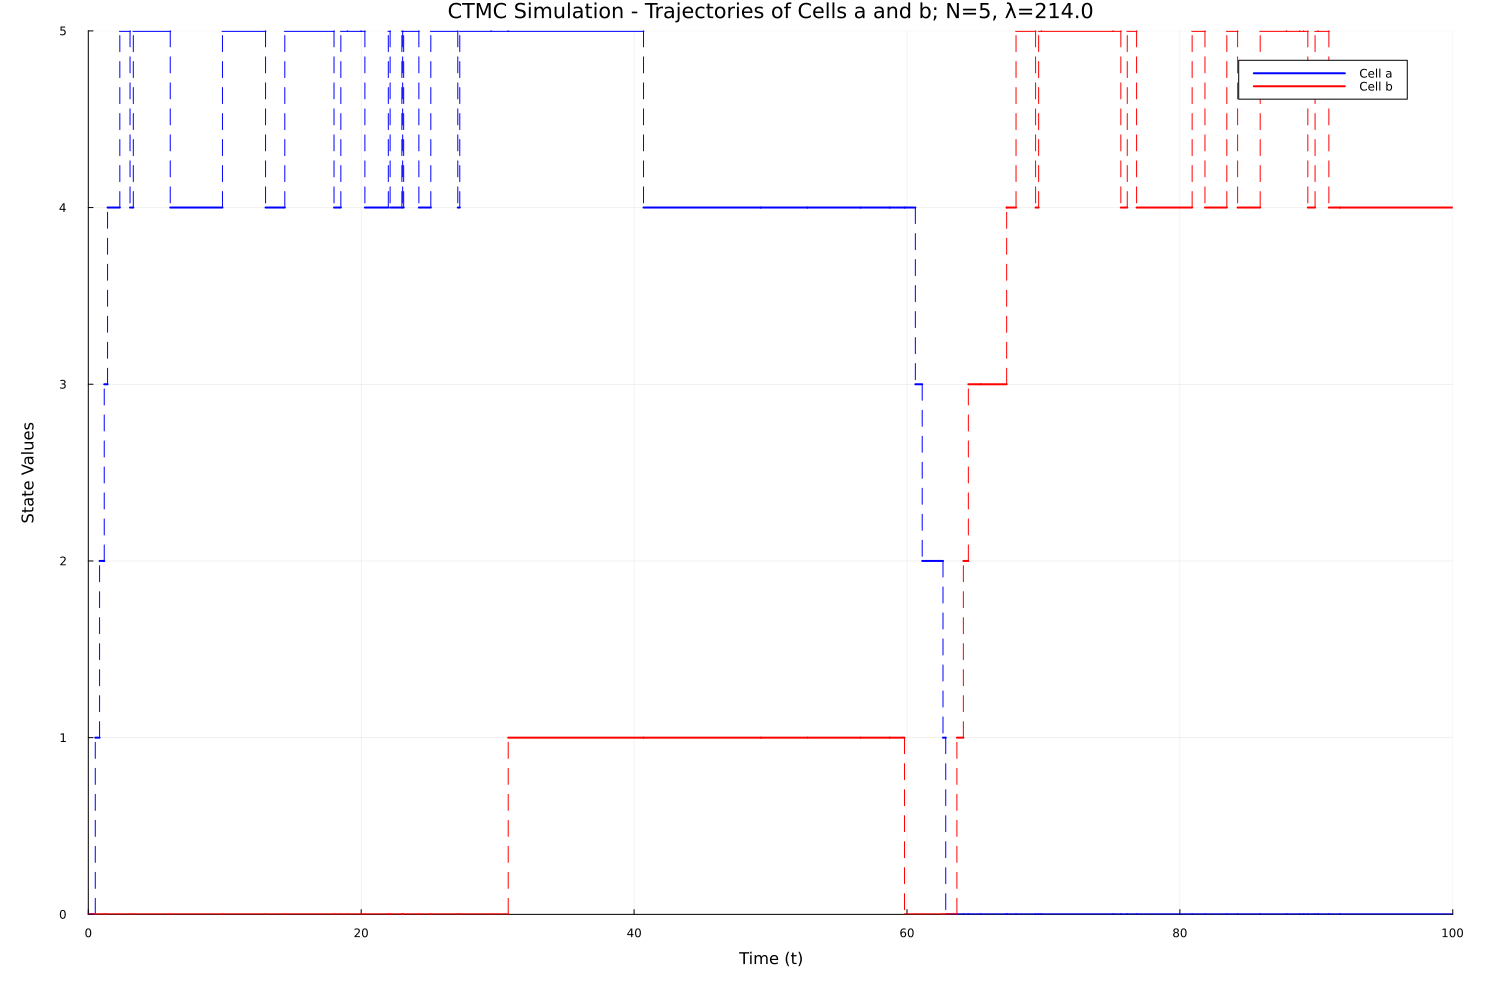 CTMC Simulation - Trajectories of Cells a and b; N=5, λ=214.0
5
4
3
2
1
0
State Values
Cell a
Cell b
0 20 40 60 80 100
Time (t)